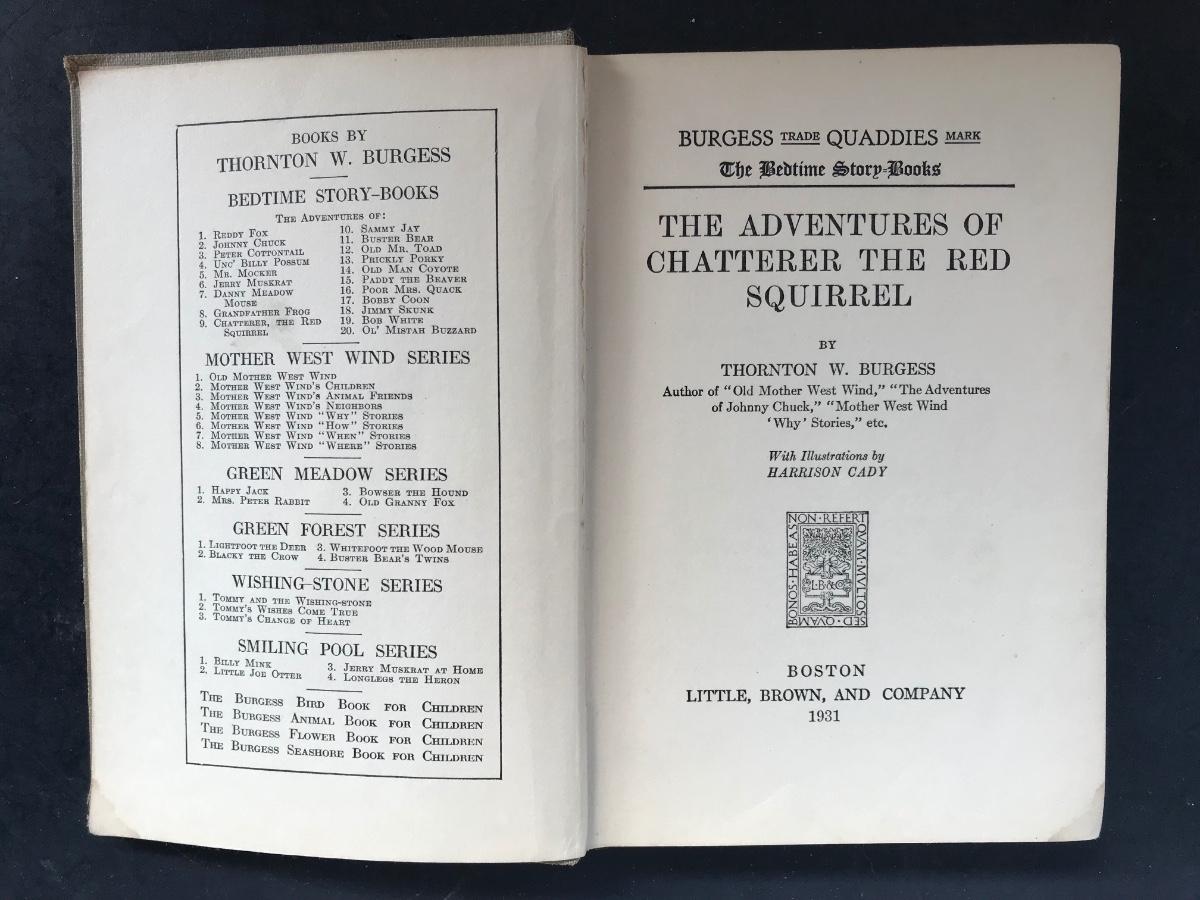 BOOKS BY
THORNTON W. BURGESS
BEDTIME STORY–BOOKS
THE ADVENTURES OF:
1. REDDY FOX
2. JOHNNY CHUCK
3. PETER COTTONTAIL
4. UNC' BILLY POSSUM
5. MR. MOCKER
6. JERRY MUSKRAT
7. DANNY MEADOW
MOUSE
8. GRANDFATHER FROG
9. CHATTERER, THE RED
SQUIRREL
10. SAMMY JAY
11. BUSTER BEAR
12. OLD MR. TOAD
13. PRICKLY PORKY
14. OLD MAN COYOTE
15. PADDY THE BEAVER
16. POOR MRS. QUACK
17. BOBBY COON
18. JIMMY SKUNK
19. BOB WHITE
20. OL' MISTAH BUZZARD
MOTHER WEST WIND SERIES
1. OLD MOTHER WEST WIND
2. MOTHER WEST WIND'S CHILDREN
3. MOTHER WEST WIND'S ANIMAL FRIENDS
4. MOTHER WEST WIND'S NEIGHBORS
5. MOTHER WEST WIND "WHY" STORIES
6. MOTHER WEST WIND "HOW" STORIES
7. MOTHER WEST WIND "WHEN" STORIES
8. MOTHER WEST WIND "WHERE" STORIES
GREEN MEADOW SERIES
1. HAPPY JACK
2. MRS. PETER RABBIT
3. BOWSER THE HOUND
4. OLD GRANNY FOX
GREEN FOREST SERIES
1. LIGHTFOOT THE DEER
2. BLACKY THE CROW
3. WHITEFOOT THE WOOD MOUSE
4. BUSTER BEAR'S TWINS
WISHING–STONE SERIES
1. TOMMY AND THE WISHING-STONE
2. TOMMY'S WISHES COME TRUE
3. TOMMY'S CHANGE OF HEART
SMILING POOL SERIES
1. BILLY MINK
2. LITTLE JOE OTTER
3. JERRY MUSKRAT AT HOME
4. LONGLEGS THE HERON
THE BURGESS BIRD BOOK FOR CHILDREN
THE BURGESS ANIMAL BOOK FOR CHILDREN
THE BURGESS FLOWER BOOK FOR CHILDREN
THE BURGESS SEASHORE BOOK FOR CHILDREN
BURGESS TRADE QUADDIES MARK
The Bedtime Story-Books
THE ADVENTURES OF
CHATTERER THE RED
SQUIRREL
BY
THORNTON W. BURGESS
Author of "Old Mother West Wind," "The Adventures
of Johnny Chuck," "Mother West Wind
'Why' Stories," etc.
With Illustrations by
HARRISON CADY
NON·REFERT
QVAM·MVLTOS
SED·QVAM
BONOS·HABEAS
L·B·&·Co
BOSTON
LITTLE, BROWN, AND COMPANY
1931